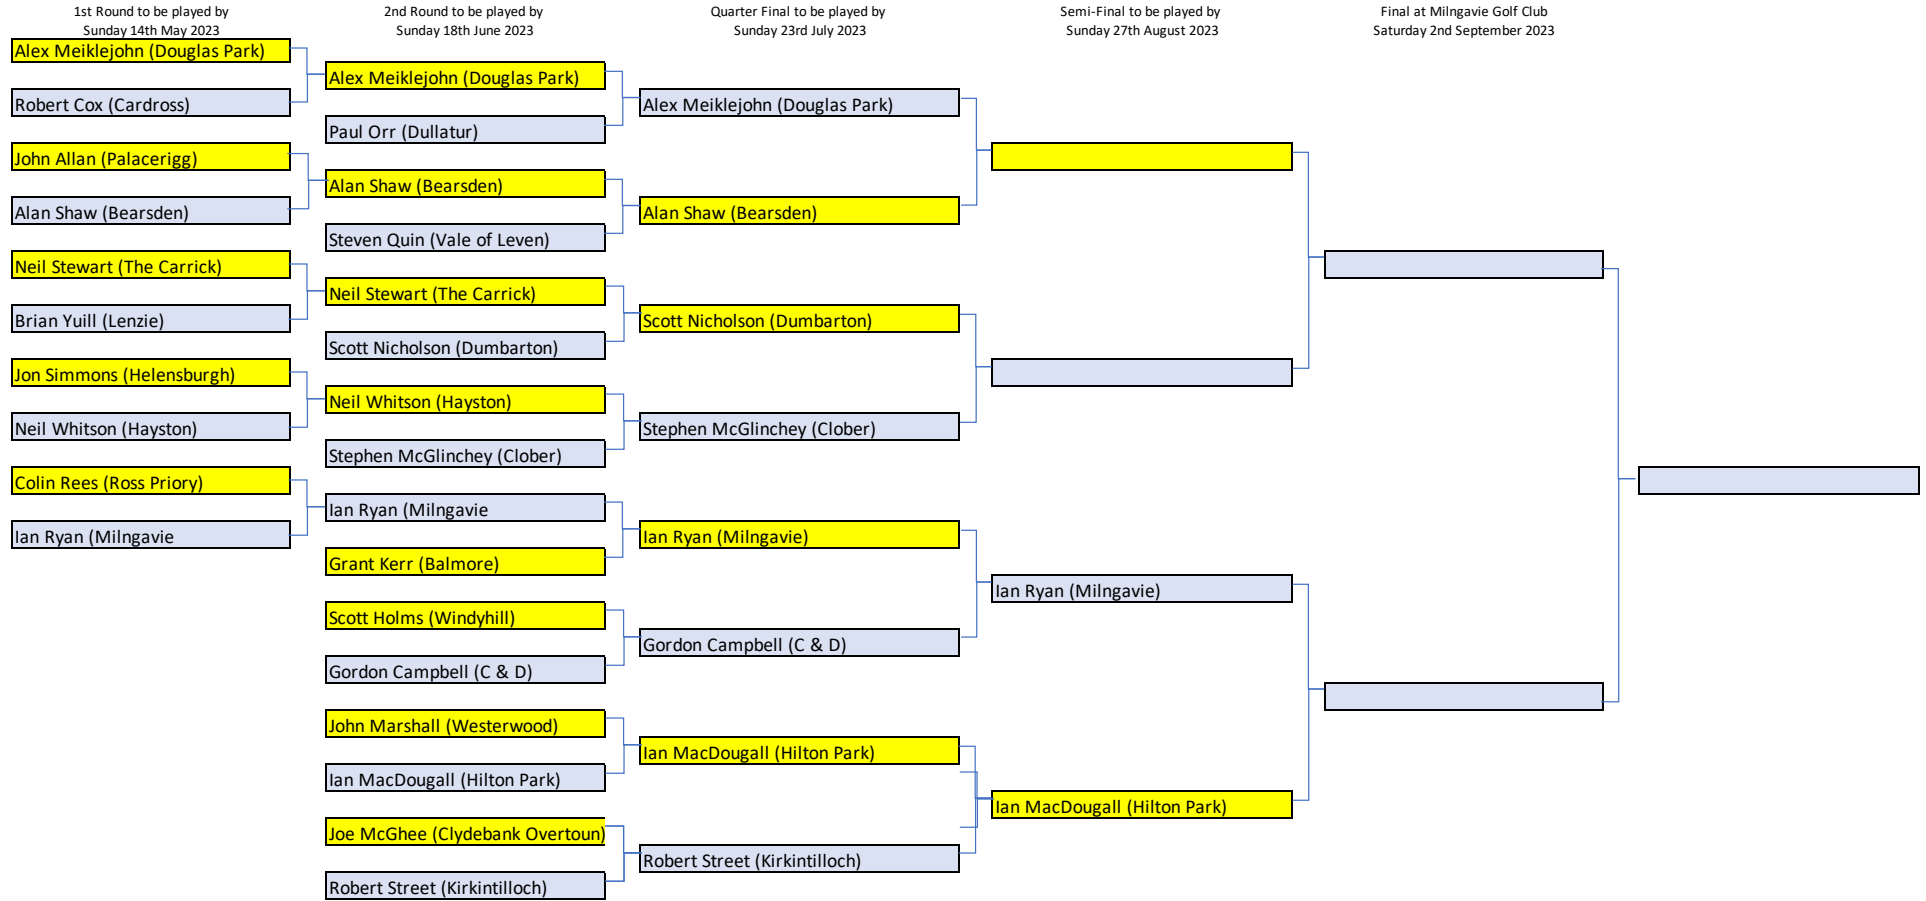 1st Round to be played by
Sunday 14th May 2023
2nd Round to be played by
Sunday 18th June 2023
Quarter Final to be played by
Sunday 23rd July 2023
Semi-Final to be played by
Sunday 27th August 2023
Final at Milngavie Golf Club
Saturday 2nd September 2023
Alex Meiklejohn (Douglas Park)
Robert Cox (Cardross)
John Allan (Palacerigg)
Alan Shaw (Bearsden)
Neil Stewart (The Carrick)
Brian Yuill (Lenzie)
Jon Simmons (Helensburgh)
Neil Whitson (Hayston)
Colin Rees (Ross Priory)
Ian Ryan (Milngavie
Alex Meiklejohn (Douglas Park)
Paul Orr (Dullatur)
Alan Shaw (Bearsden)
Steven Quin (Vale of Leven)
Neil Stewart (The Carrick)
Scott Nicholson (Dumbarton)
Neil Whitson (Hayston)
Stephen McGlinchey (Clober)
Ian Ryan (Milngavie
Grant Kerr (Balmore)
Scott Holms (Windyhill)
Gordon Campbell (C & D)
John Marshall (Westerwood)
Ian MacDougall (Hilton Park)
Joe McGhee (Clydebank Overtoun)
Robert Street (Kirkintilloch)
Alex Meiklejohn (Douglas Park)
Alan Shaw (Bearsden)
Scott Nicholson (Dumbarton)
Stephen McGlinchey (Clober)
Ian Ryan (Milngavie)
Gordon Campbell (C & D)
Ian MacDougall (Hilton Park)
Robert Street (Kirkintilloch)
Ian Ryan (Milngavie)
Ian MacDougall (Hilton Park)